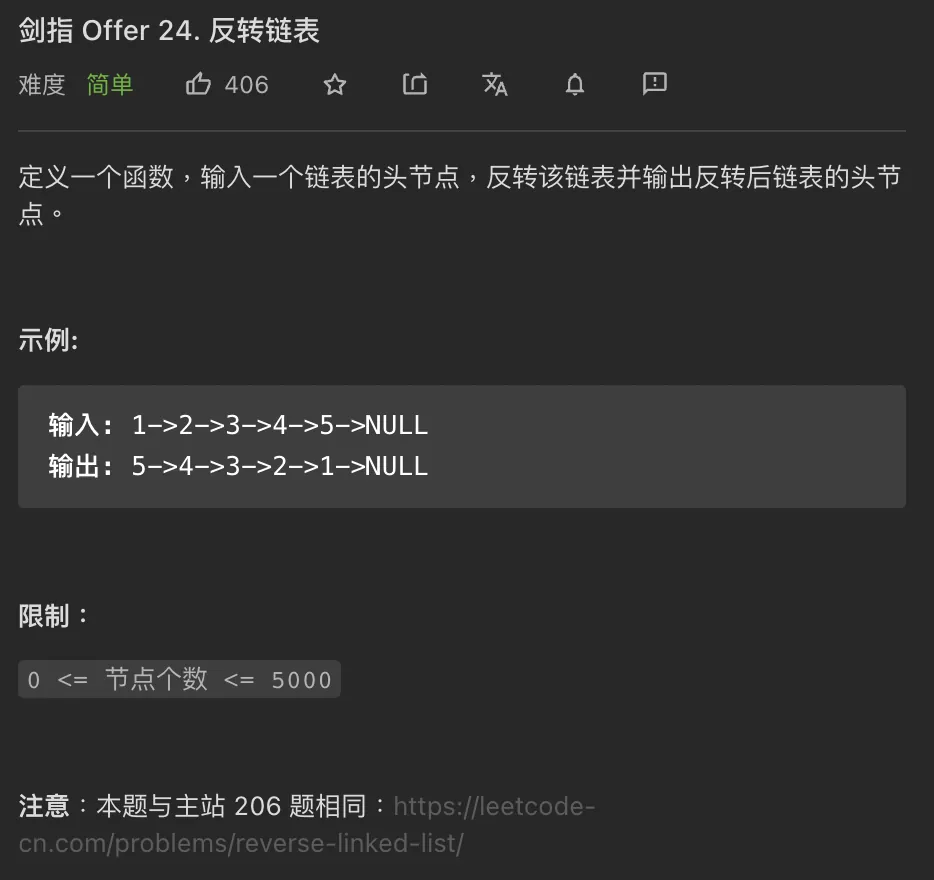 剑指 Offer 24. 反转链表
难度 简单 406
定义一个函数，输入一个链表的头节点，反转该链表并输出反转后链表的头节
点。
示例:
输入: 1->2->3->4->5->NULL
输出: 5->4->3->2->1->NULL
限制：
0 <= 节点个数 <= 5000
注意：本题与主站 206 题相同：https://leetcode-
cn.com/problems/reverse-linked-list/